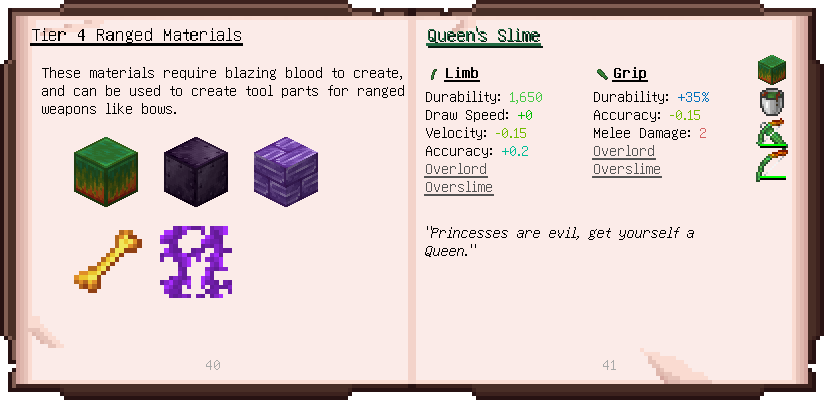 Tier 4 Ranged Materials
These materials require blazing blood to create,
and can be used to create tool parts for ranged
weapons like bows.
40
Queen's Slime
Limb
Durability: 1,650
Draw Speed: +0
Velocity: -0.15
Accuracy: +0.2
Overlord
Overslime
Grip
Durability: +35%
Accuracy: -0.15
Melee Damage: 2
Overlord
Overslime
"Princesses are evil, get yourself a
Queen."
41